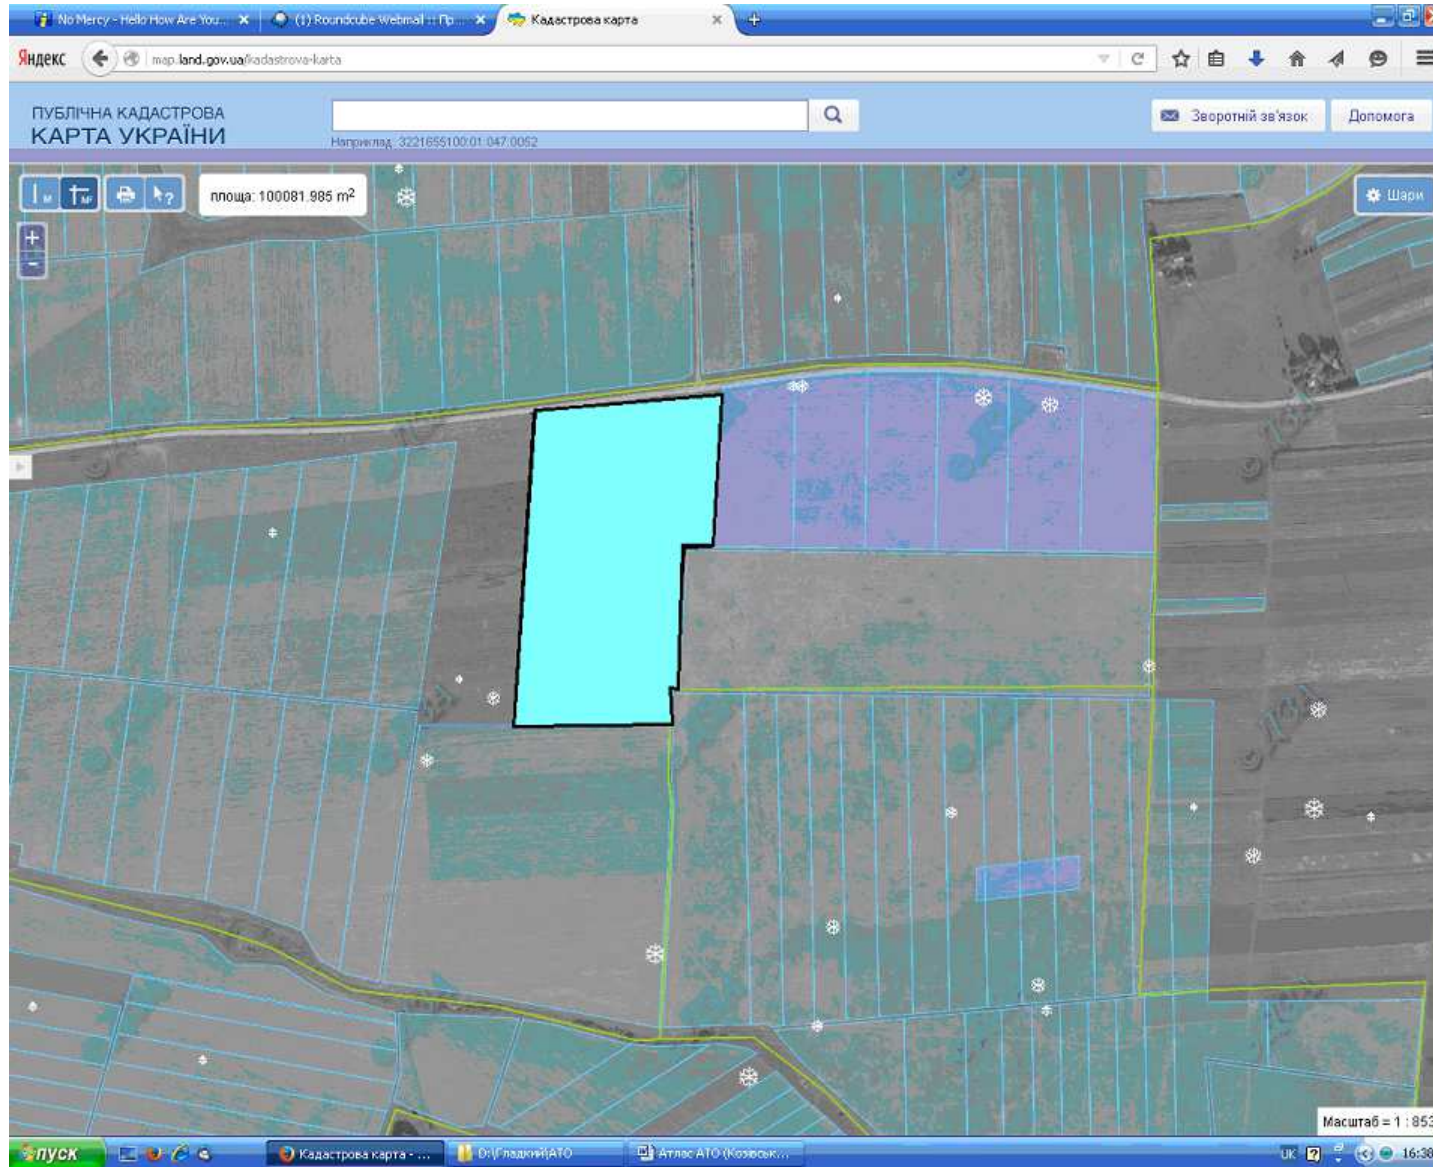 No Mercy - Hello How Are You...
(1) Roundcube Webmail :: Пр...
Кадастрова карта
Яндекс
map.land.gov.ua/kadastrova-karta
ПУБЛІЧНА КАДАСТРОВА
КАРТА УКРАЇНИ
Наприклад, 3221655100:01:047:0052
Зворотній зв'язок
Допомога
м
м²
площа: 100081.985 m²
Шари
Масштаб = 1 : 853
пуск
Кадастрова карта - ...
D:\Гладкий\АТО
Атлас АТО (Козівськ...
UK
16:38